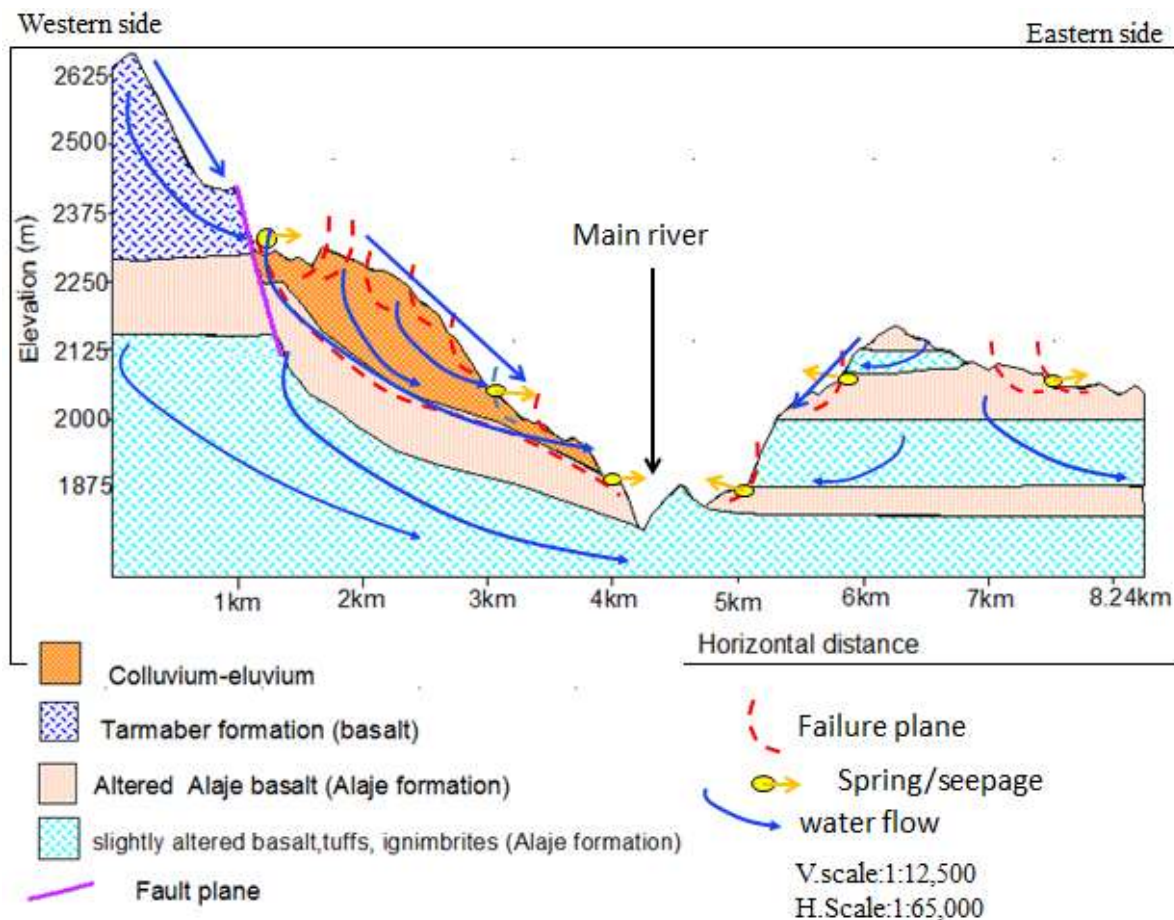 Western side
Eastern side
2625
2500
2375
2250
2125
2000
1875
Elevation (m)
Main river
1km
2km
3km
4km
5km
6km
7km
8.24km
Horizontal distance
Colluvium-eluvium
Tarmaber formation (basalt)
Altered Alaje basalt (Alaje formation)
slightly altered basalt,tuffs, ignimbrites (Alaje formation)
Fault plane
Failure plane
Spring/seepage
water flow
V.scale:1:12,500
H.Scale:1:65,000